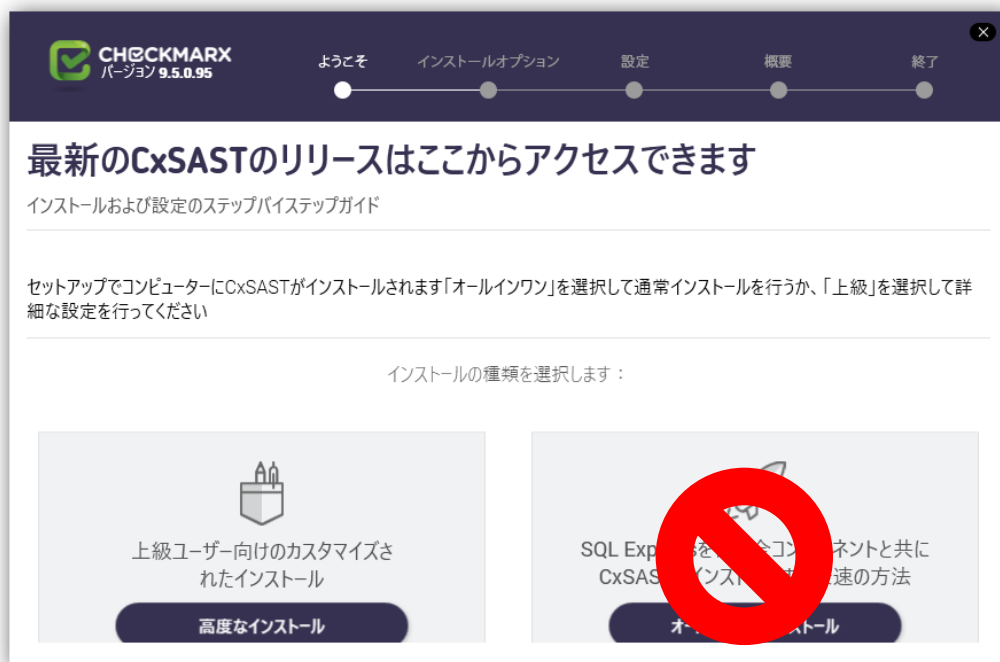 CHECKMARX
バージョン 9.5.0.95
ようこそ
インストールオプション
設定
概要
終了
最新のCxSASTのリリースはここからアクセスできます
インストールおよび設定のステップバイステップガイド
セットアップでコンピューターにCxSASTがインストールされます「オールインワン」を選択して通常インストールを行うか、「上級」を選択して詳
細な設定を行ってください
インストールの種類を選択します：
上級ユーザー向けのカスタマイズさ
れたインストール
高度なインストール
SQL Exp ネントと共に
CxSAS 速の方法
オー ストール